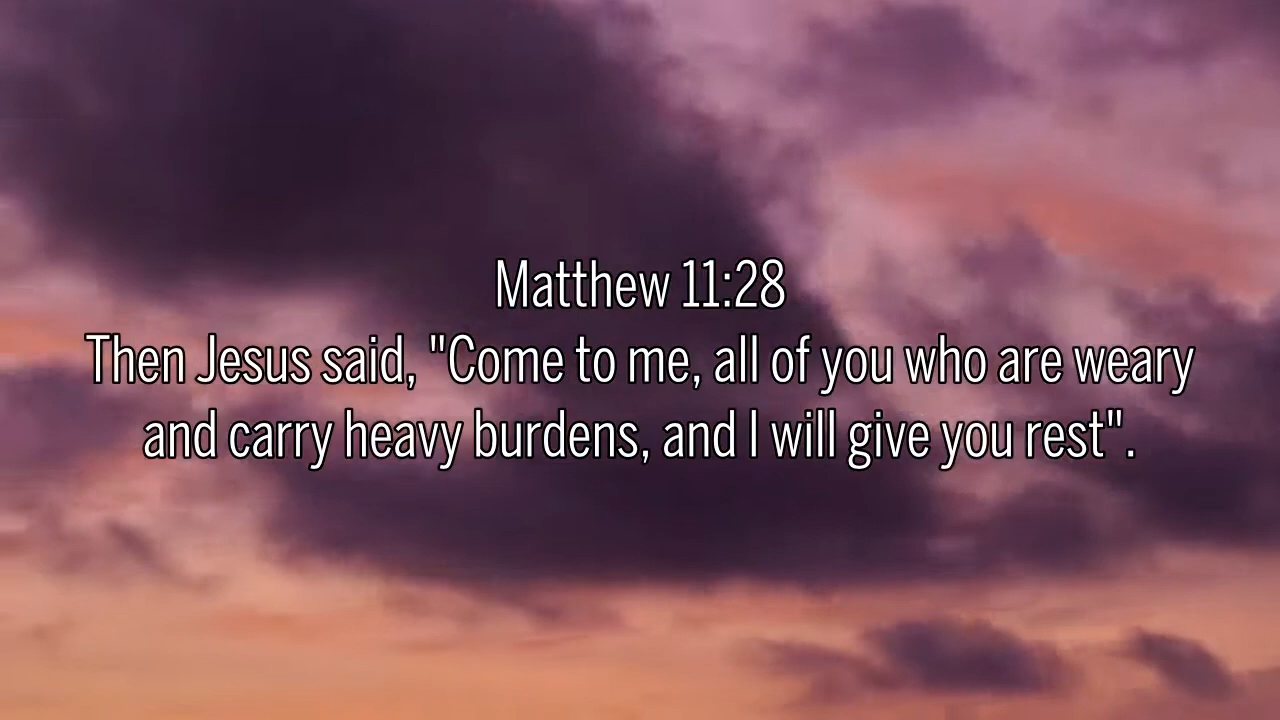 Matthew 11:28
Then Jesus said, "Come to me, all of you who are weary
and carry heavy burdens, and I will give you rest".